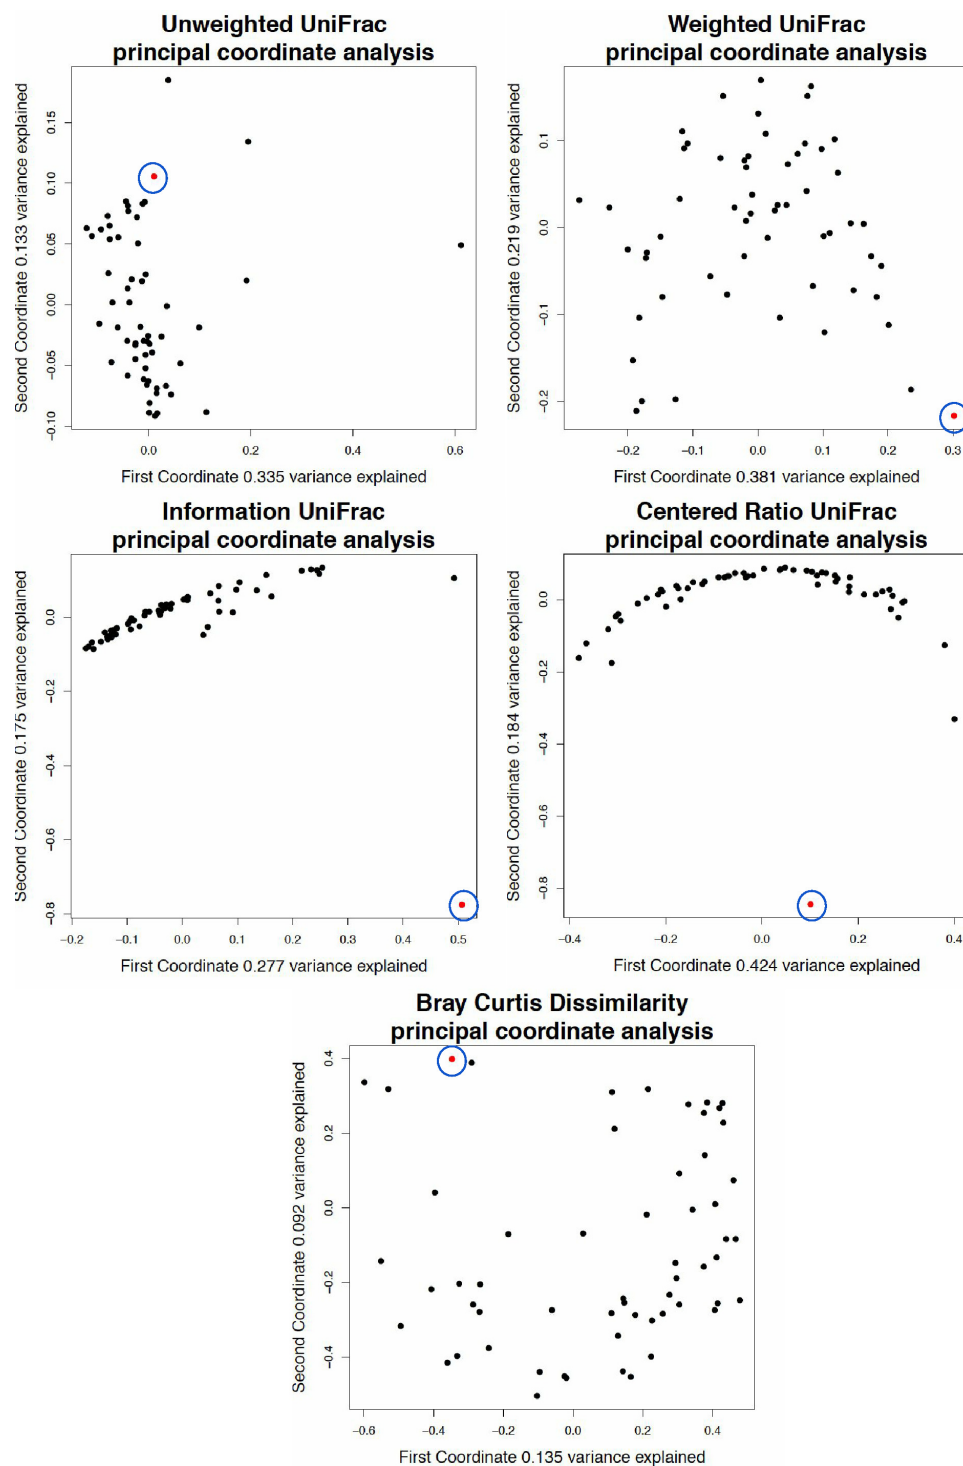 Unweighted UniFrac
principal coordinate analysis
Second Coordinate 0.133 variance explained
0.15
0.10
0.05
0.00
−0.05
−0.10
0.0 0.2 0.4 0.6
First Coordinate 0.335 variance explained
Weighted UniFrac
principal coordinate analysis
Second Coordinate 0.219 variance explained
0.1
0.0
−0.1
−0.2
−0.2 −0.1 0.0 0.1 0.2 0.3
First Coordinate 0.381 variance explained
Information UniFrac
principal coordinate analysis
Second Coordinate 0.175 variance explained
0.0
−0.2
−0.4
−0.6
−0.8
−0.2 −0.1 0.0 0.1 0.2 0.3 0.4 0.5
First Coordinate 0.277 variance explained
Centered Ratio UniFrac
principal coordinate analysis
Second Coordinate 0.184 variance explained
0.0
−0.2
−0.4
−0.6
−0.8
−0.4 −0.2 0.0 0.2 0.4
First Coordinate 0.424 variance explained
Bray Curtis Dissimilarity
principal coordinate analysis
Second Coordinate 0.092 variance explained
0.4
0.2
0.0
−0.2
−0.4
−0.6 −0.4 −0.2 0.0 0.2 0.4
First Coordinate 0.135 variance explained